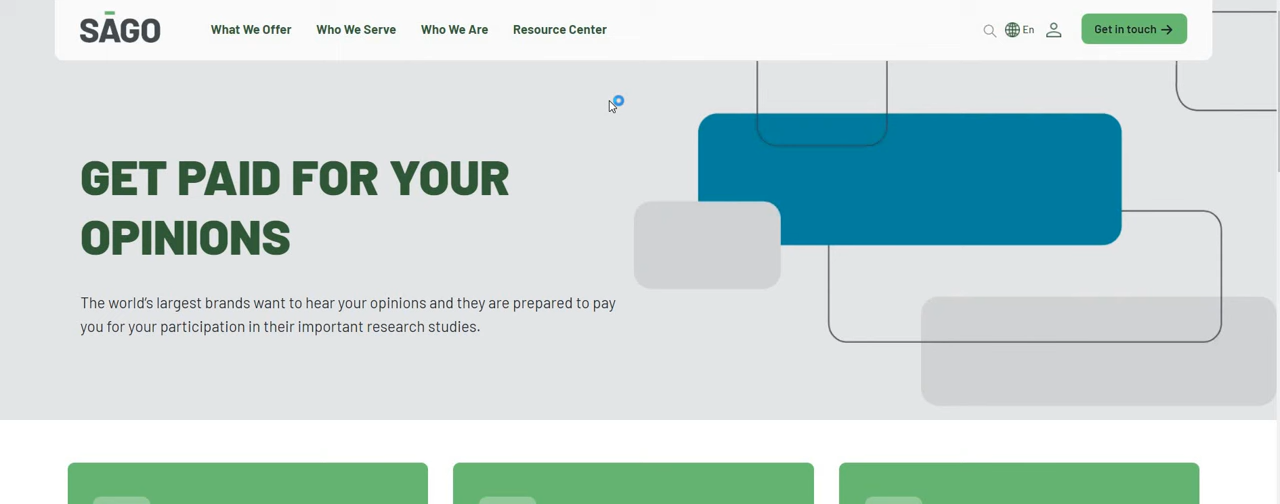 SAGO
What We Offer
Who We Serve
Who We Are
Resource Center
En
Get in touch →
GET PAID FOR YOUR
OPINIONS
The world's largest brands want to hear your opinions and they are prepared to pay
you for your participation in their important research studies.